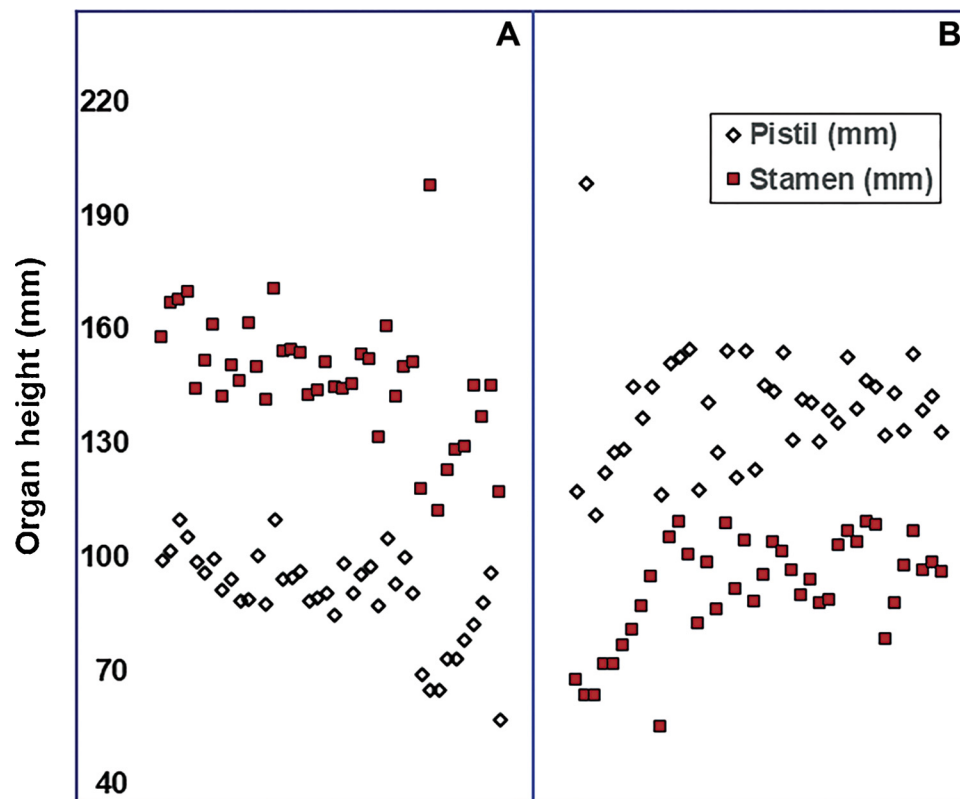 A
B
220
190
160
130
100
70
40
Organ height (mm)
Pistil (mm)
Stamen (mm)